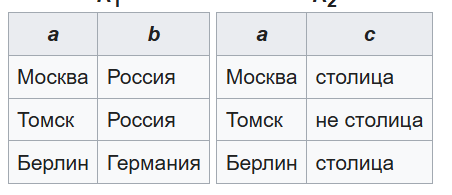 a b a c
Москва Россия Москва столица
Томск Россия Томск не столица
Берлин Германия Берлин столица